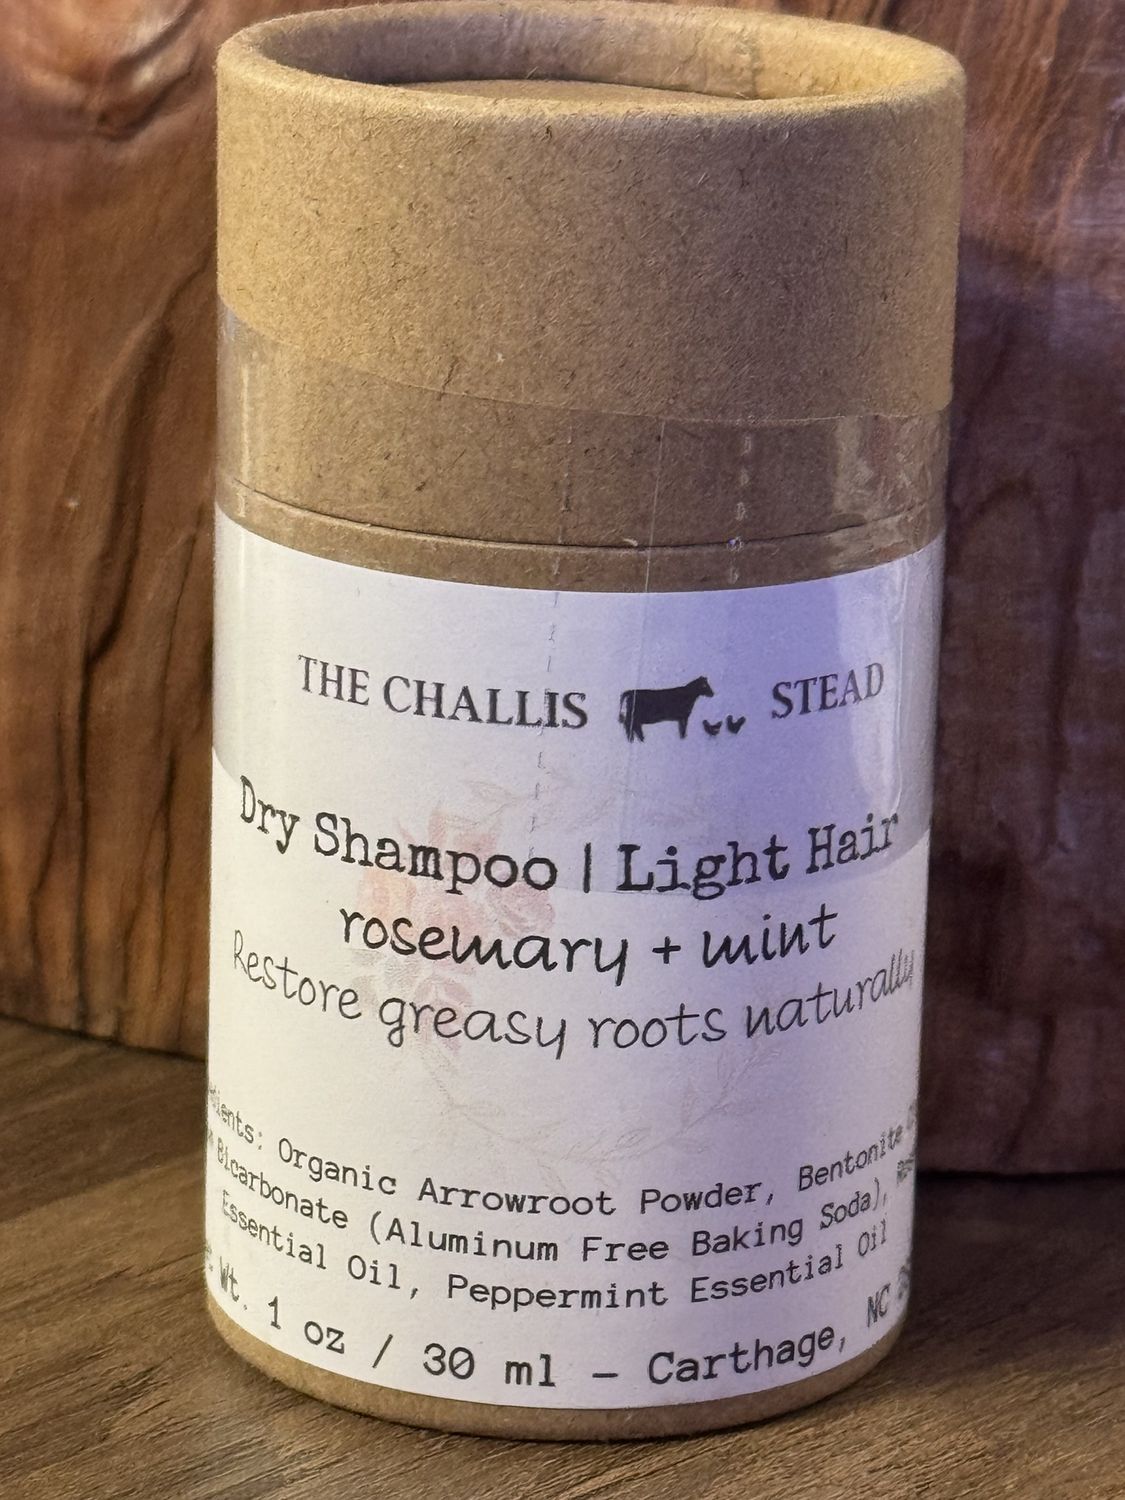 THE CHALLIS STEAD
Dry Shampoo | Light Hair
rosemary + mint
Restore greasy roots naturally
Organic Arrowroot Powder, Bentonite
Bicarbonate (Aluminum Free Baking Soda),
Essential Oil, Peppermint Essential Oil
Wt. 1 oz / 30 ml — Carthage, NC